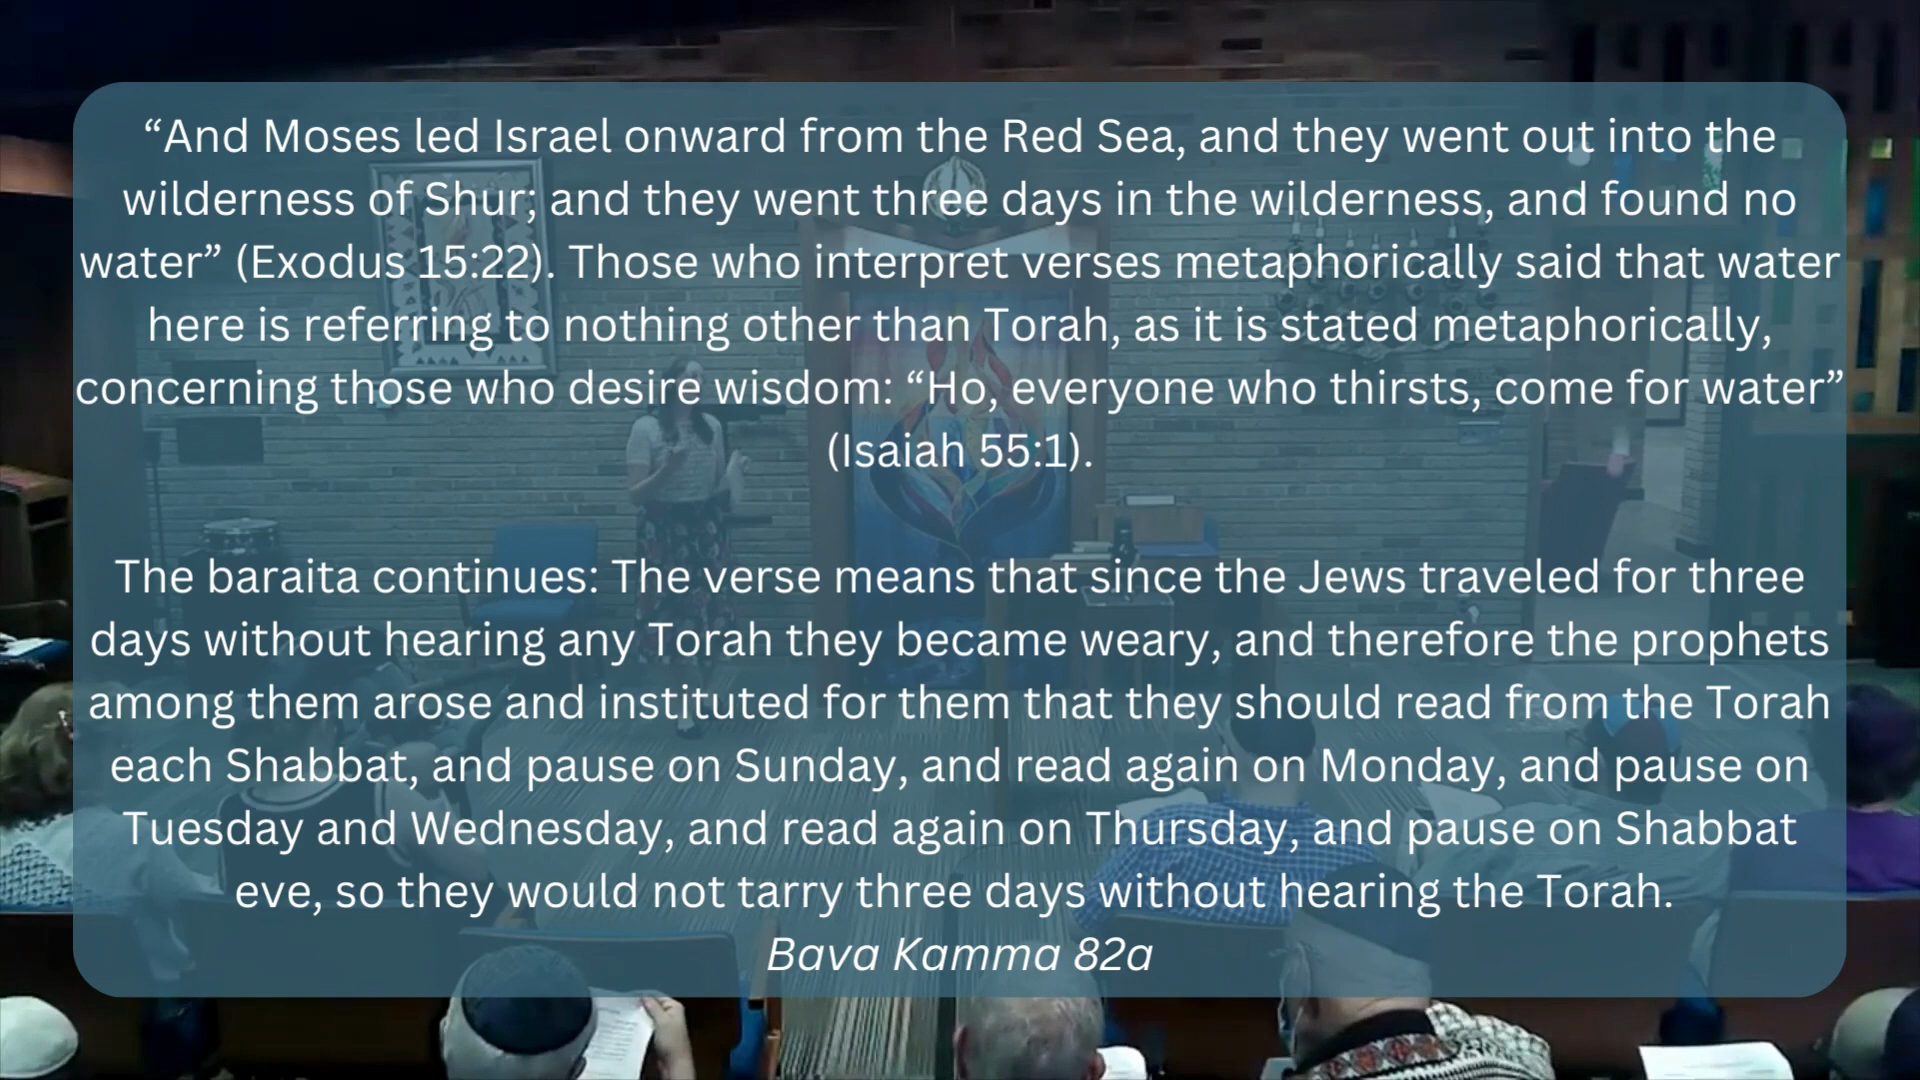 “And Moses led Israel onward from the Red Sea, and they went out into the
wilderness of Shur; and they went three days in the wilderness, and found no
water” (Exodus 15:22). Those who interpret verses metaphorically said that water
here is referring to nothing other than Torah, as it is stated metaphorically,
concerning those who desire wisdom: “Ho, everyone who thirsts, come for water”
(Isaiah 55:1).
The baraita continues: The verse means that since the Jews traveled for three
days without hearing any Torah they became weary, and therefore the prophets
among them arose and instituted for them that they should read from the Torah
each Shabbat, and pause on Sunday, and read again on Monday, and pause on
Tuesday and Wednesday, and read again on Thursday, and pause on Shabbat
eve, so they would not tarry three days without hearing the Torah.
Bava Kamma 82a